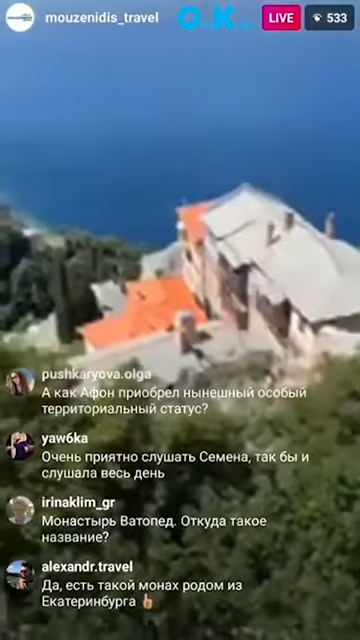 mouzenidis_travel
О.К.
LIVE
533
pushkaryova.olga
А как Афон приобрел нынешный особый
территориальный статус?
yaw6ka
Очень приятно слушать Семена, так бы и
слушала весь день
irinaklim_gr
Монастырь Ватопед. Откуда такое
название?
alexandr.travel
Да, есть такой монах родом из
Екатеринбурга